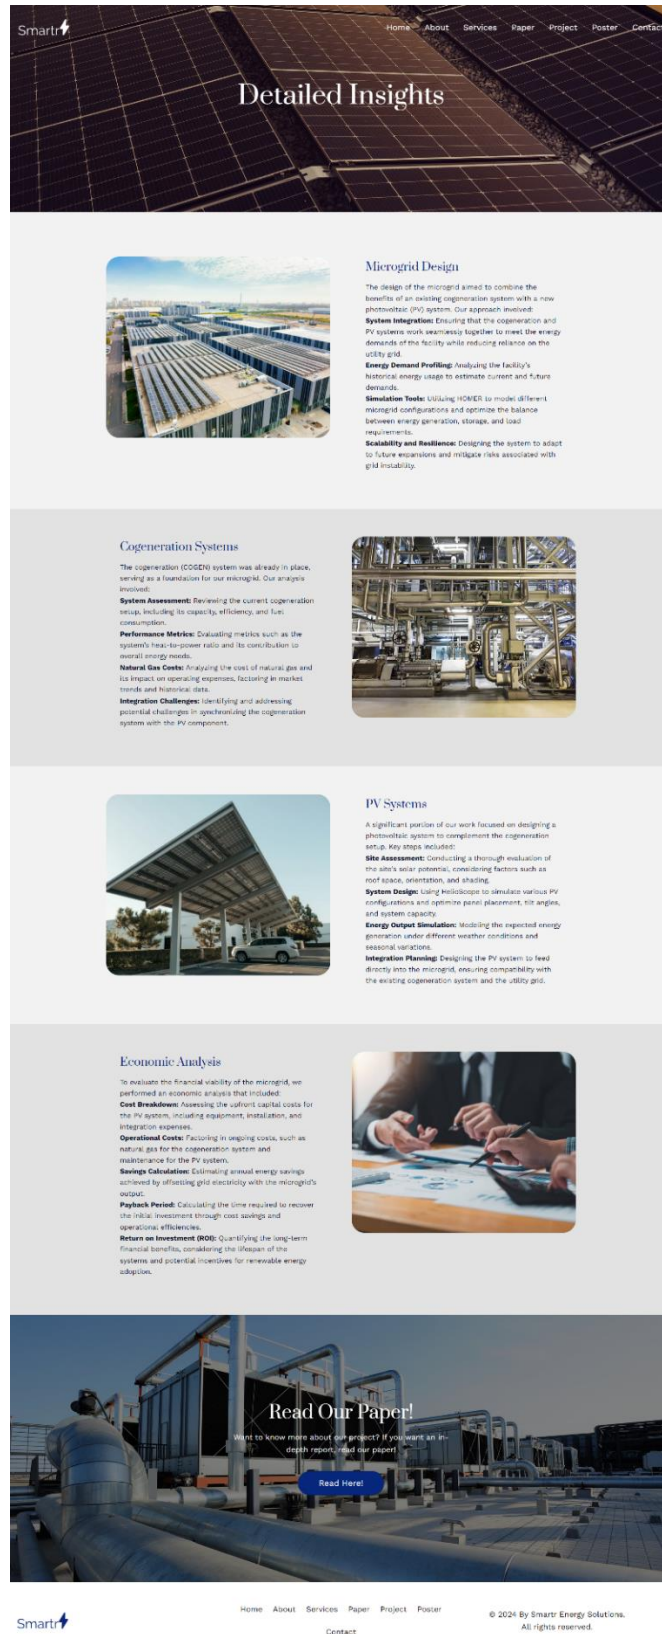 Smartr
Home About Services Paper Project Poster Contact
Detailed Insights
Microgrid Design
The design of the microgrid aimed to combine the
benefits of an existing cogeneration system with a new
photovoltaic (PV) system. Our approach involved:
System Integration: Ensuring that the cogeneration and
PV systems work seamlessly together to meet the energy
demands of the facility while reducing reliance on the
utility grid.
Energy Demand Profiling: Analyzing the facility's
historical energy usage to estimate current and future
demands.
Simulation Tools: Utilizing HOMER to model different
microgrid configurations and optimize the balance
between energy generation, storage, and load
requirements.
Scalability and Resilience: Designing the system to adapt
to future expansions and mitigate risks associated with
grid instability.
Cogeneration Systems
The cogeneration (COGEN) system was already in place,
serving as a foundation for our microgrid. Our analysis
involved:
System Assessment: Reviewing the current cogeneration
setup, including its capacity, efficiency, and fuel
consumption.
Performance Metrics: Evaluating metrics such as the
system's heat-to-power ratio and its contribution to
overall energy needs.
Natural Gas Costs: Analyzing the cost of natural gas and
its impact on operating expenses, factoring in market
trends and historical data.
Integration Challenges: Identifying and addressing
potential challenges in synchronizing the cogeneration
system with the PV component.
PV Systems
A significant portion of our work focused on designing a
photovoltaic system to complement the cogeneration
setup. Key steps included:
Site Assessment: Conducting a thorough evaluation of
the site's solar potential, considering factors such as
roof space, orientation, and shading.
System Design: Using HelioScope to simulate various PV
configurations and optimize panel placement, tilt angles,
and system capacity.
Energy Output Simulation: Modeling the expected energy
generation under different weather conditions and
seasonal variations.
Integration Planning: Designing the PV system to feed
directly into the microgrid, ensuring compatibility with
the existing cogeneration system and the utility grid.
Economic Analysis
To evaluate the financial viability of the microgrid, we
performed an economic analysis that included:
Cost Breakdown: Assessing the upfront capital costs for
the PV system, including equipment, installation, and
integration expenses.
Operational Costs: Factoring in ongoing costs, such as
natural gas for the cogeneration system and
maintenance for the PV system.
Savings Calculation: Estimating annual energy savings
achieved by offsetting grid electricity with the microgrid's
output.
Payback Period: Calculating the time required to recover
the initial investment through cost savings and
operational efficiencies.
Return on Investment (ROI): Quantifying the long-term
financial benefits, considering the lifespan of the
systems and potential incentives for renewable energy
adoption.
Read Our Paper!
Want to know more about our project? If you want an in-
depth report, read our paper!
Read Here!
Smartr
Home About Services Paper Project Poster
Contact
© 2024 By Smartr Energy Solutions.
All rights reserved.